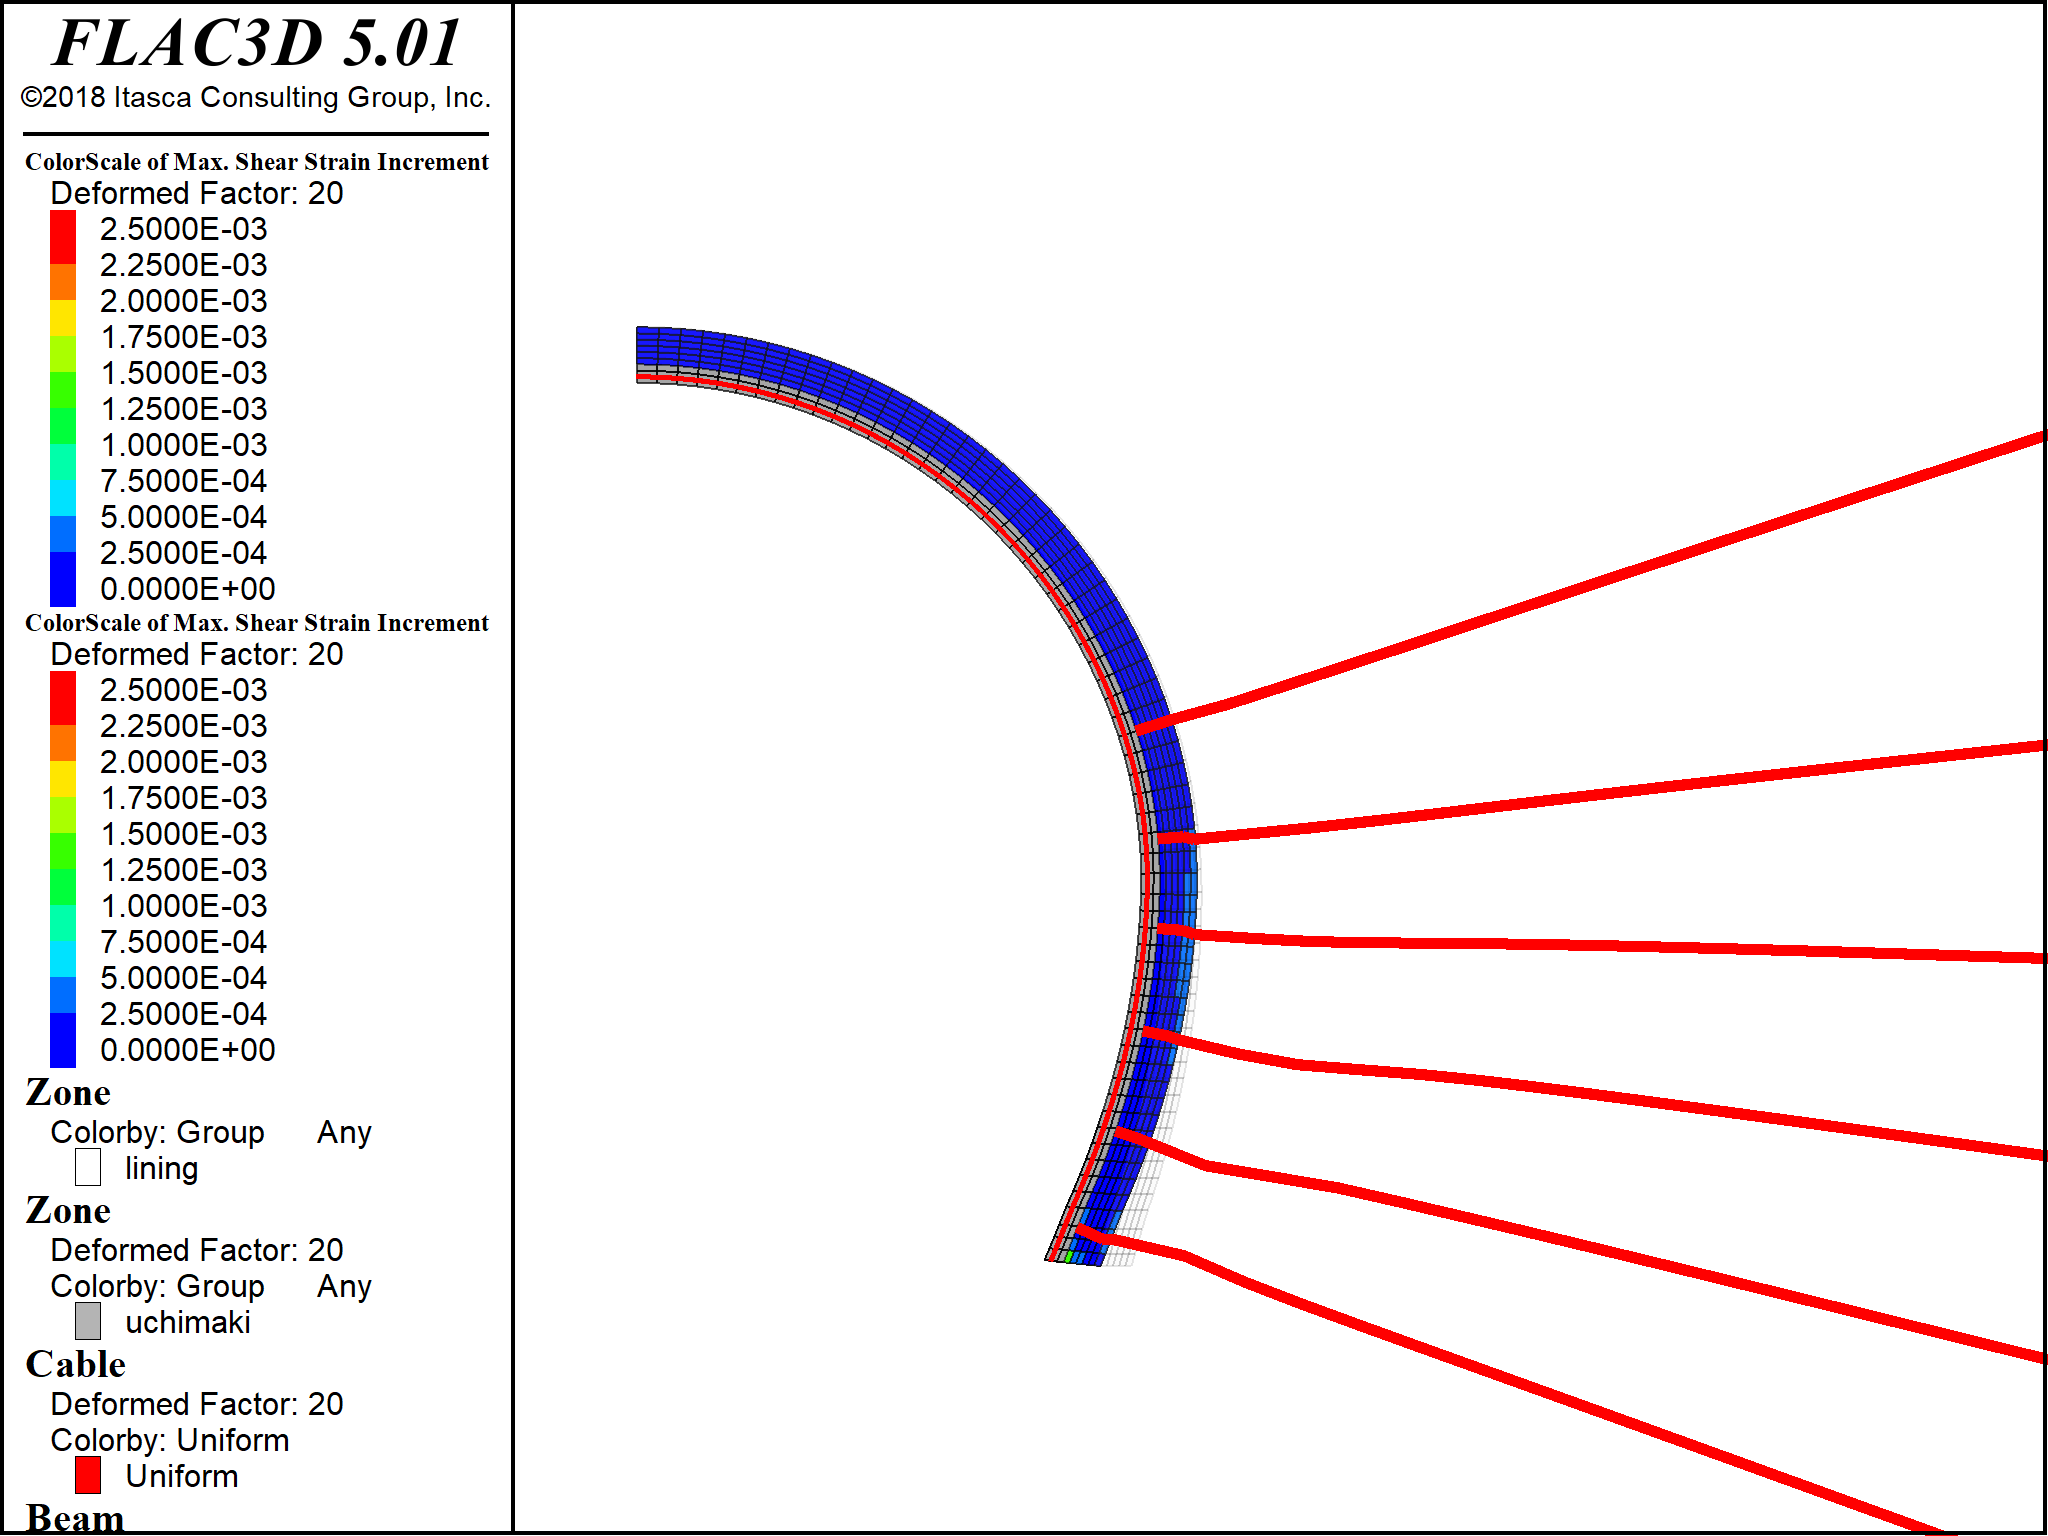 FLAC3D 5.01
©2018 Itasca Consulting Group, Inc.
ColorScale of Max. Shear Strain Increment
Deformed Factor: 20
2.5000E-03
2.2500E-03
2.0000E-03
1.7500E-03
1.5000E-03
1.2500E-03
1.0000E-03
7.5000E-04
5.0000E-04
2.5000E-04
0.0000E+00
ColorScale of Max. Shear Strain Increment
Deformed Factor: 20
2.5000E-03
2.2500E-03
2.0000E-03
1.7500E-03
1.5000E-03
1.2500E-03
1.0000E-03
7.5000E-04
5.0000E-04
2.5000E-04
0.0000E+00
Zone
Colorby: Group Any
lining
Zone
Deformed Factor: 20
Colorby: Group Any
uchimaki
Cable
Deformed Factor: 20
Colorby: Uniform
Uniform
Beam